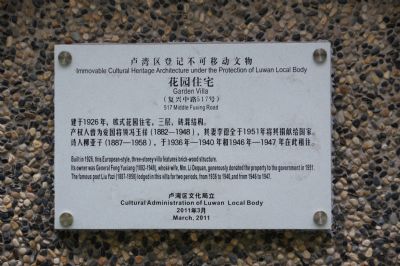 卢湾区登记不可移动文物
Immovable Cultural Heritage Architecture under the Protection of Luwan Local Body
花园住宅
Garden Villa
（复兴中路517号）
517 Middle Fuxing Road
建于1926年，欧式花园住宅，三层，砖混结构。
产权人曾为爱国将领冯玉祥（1882—1948），其妻李德全于1951年将其捐献给国家。
诗人柳亚子（1887—1958），于1936年—1940年和1946年—1947年在此租住。
Built in 1926, this European-style, three-storey villa features brick-wood structure.
Its owner was General Feng Yuxiang (1882-1948), whose wife, Mm. Li Dequan, generously donated the property to the government in 1951.
The famous poet Liu Yazi (1887-1958) lodged in this villa for two periods, from 1936 to 1940, and from 1946 to 1947.
卢湾区文化局立
Cultural Administration of Luwan Local Body
2011年3月
March, 2011